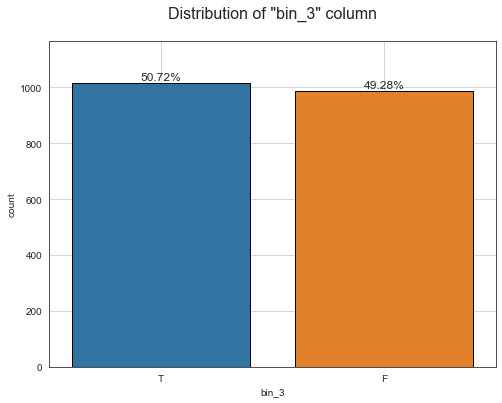 Distribution of "bin_3" column
50.72%
49.28%
1000
800
600
400
200
0
count
T
F
bin_3